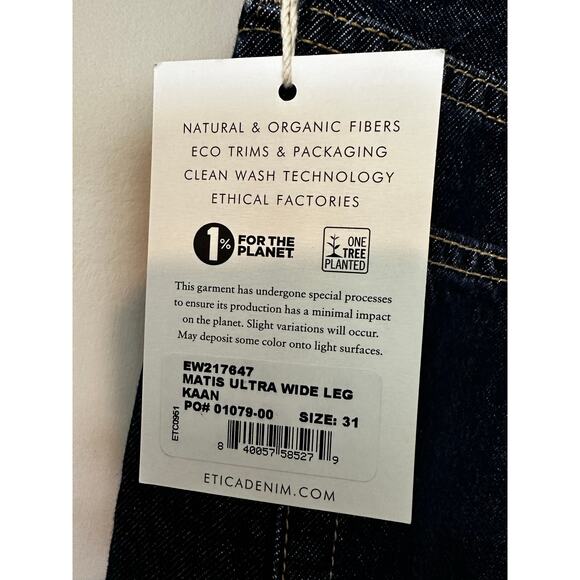 NATURAL & ORGANIC FIBERS
ECO TRIMS & PACKAGING
CLEAN WASH TECHNOLOGY
ETHICAL FACTORIES
1% FOR THE
PLANET
ONE
TREE
PLANTED
This garment has undergone special processes
to ensure its production has a minimal impact
on the planet. Slight variations will occur.
May deposit some color onto light surfaces.
EW217647
MATIS ULTRA WIDE LEG
KAAN
PO# 01079-00 SIZE: 31
ETC0961
8 40057 58527 9
ETICADENIM.COM